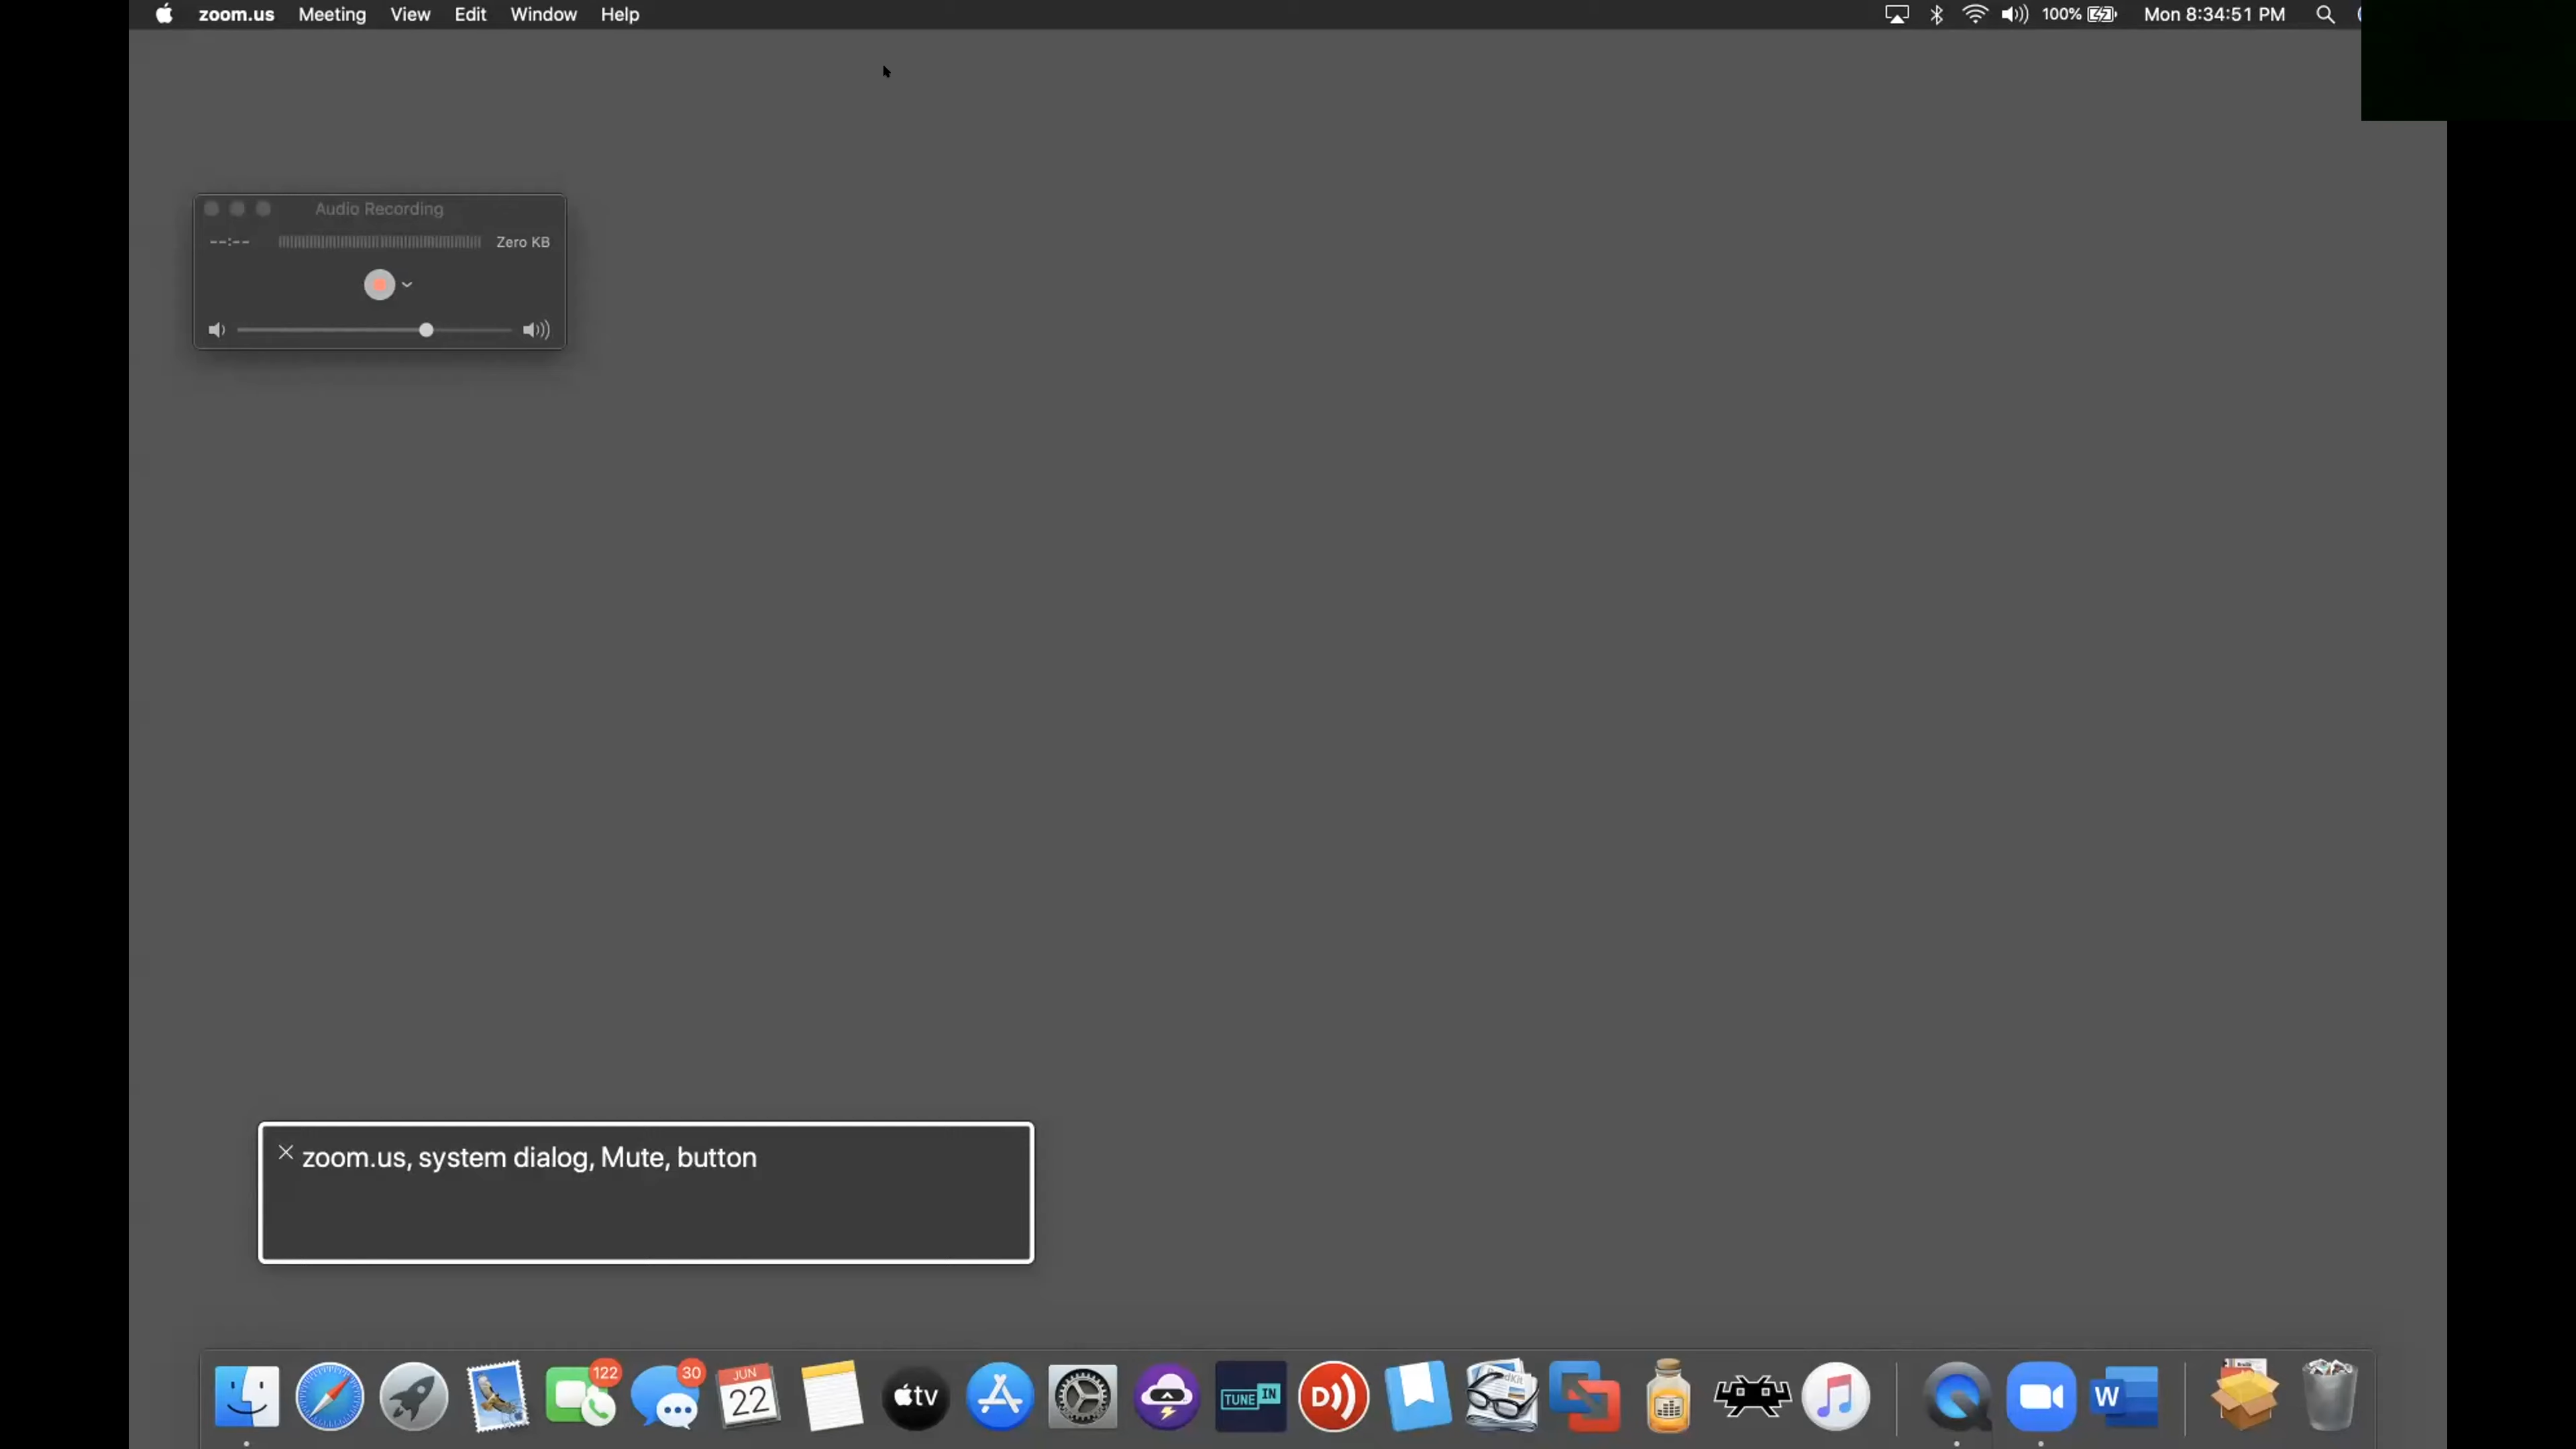 zoom.us Meeting View Edit Window Help 100% Mon 8:34:51 PM
Audio Recording
--:-- Zero KB
zoom.us, system dialog, Mute, button
122
30
JUN
22
tv
TUNE IN
D
W